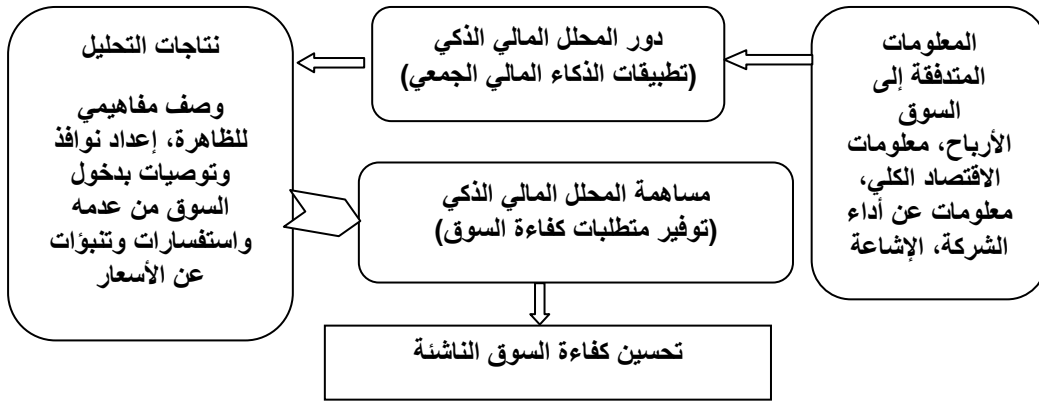 المعلومات
المتدفقة إلى
السوق
الأرباح، معلومات
الاقتصاد الكلي،
معلومات عن أداء
الشركة، الإشاعة
دور المحلل المالي الذكي
(تطبيقات الذكاء المالي الجمعي)
نتاجات التحليل
وصف مفاهيمي
للظاهرة، إعداد نوافذ
وتوصيات بدخول
السوق من عدمه
واستفسارات وتنبؤات
عن الأسعار
مساهمة المحلل المالي الذكي
(توفير متطلبات كفاءة السوق)
تحسين كفاءة السوق الناشئة